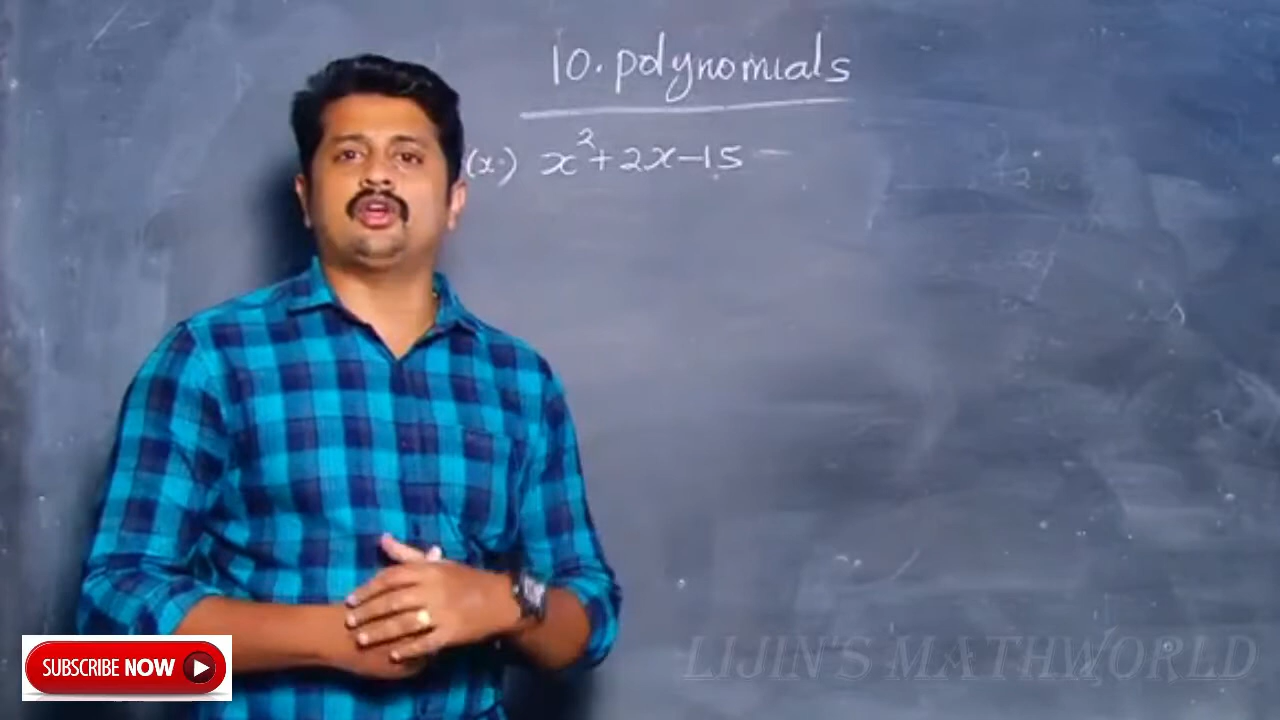 10. polynomials
(x·) x²+2x-15
SUBSCRIBE NOW
LIJIN'S MATHWORLD